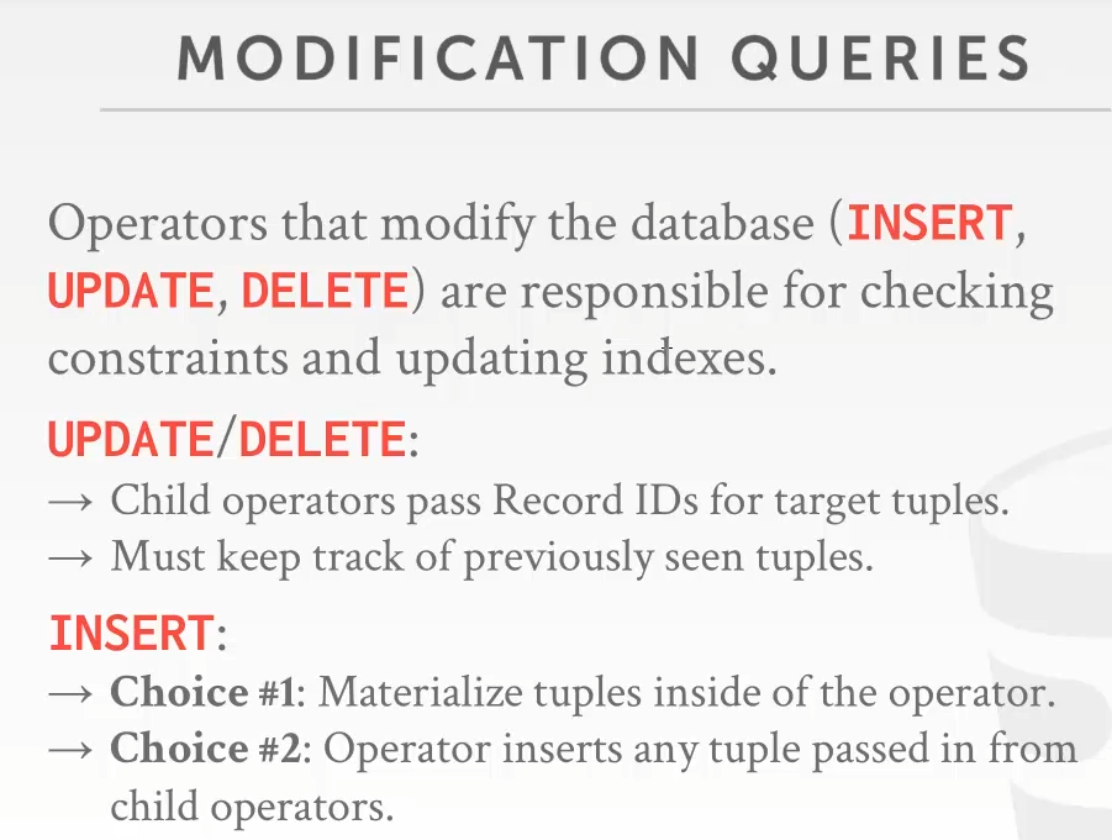 MODIFICATION QUERIES
Operators that modify the database (INSERT,
UPDATE, DELETE) are responsible for checking
constraints and updating indexes.
UPDATE/DELETE:
→ Child operators pass Record IDs for target tuples.
→ Must keep track of previously seen tuples.
INSERT:
→ Choice #1: Materialize tuples inside of the operator.
→ Choice #2: Operator inserts any tuple passed in from
child operators.